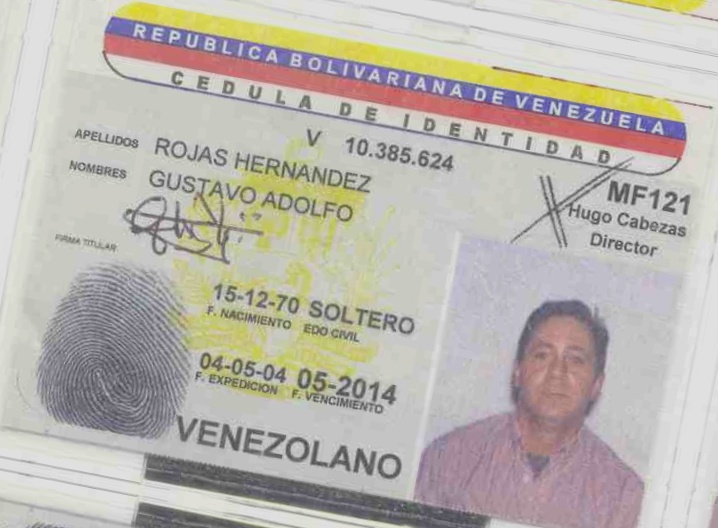 REPUBLICA BOLIVARIANA DE VENEZUELA
CEDULA DE IDENTIDAD
V 10.385.624
APELLIDOS ROJAS HERNANDEZ
NOMBRES GUSTAVO ADOLFO
MF121
Hugo Cabezas
Director
FIRMA TITULAR
15-12-70 SOLTERO
F. NACIMIENTO EDO CIVIL
04-05-04 05-2014
F. EXPEDICION F. VENCIMIENTO
VENEZOLANO